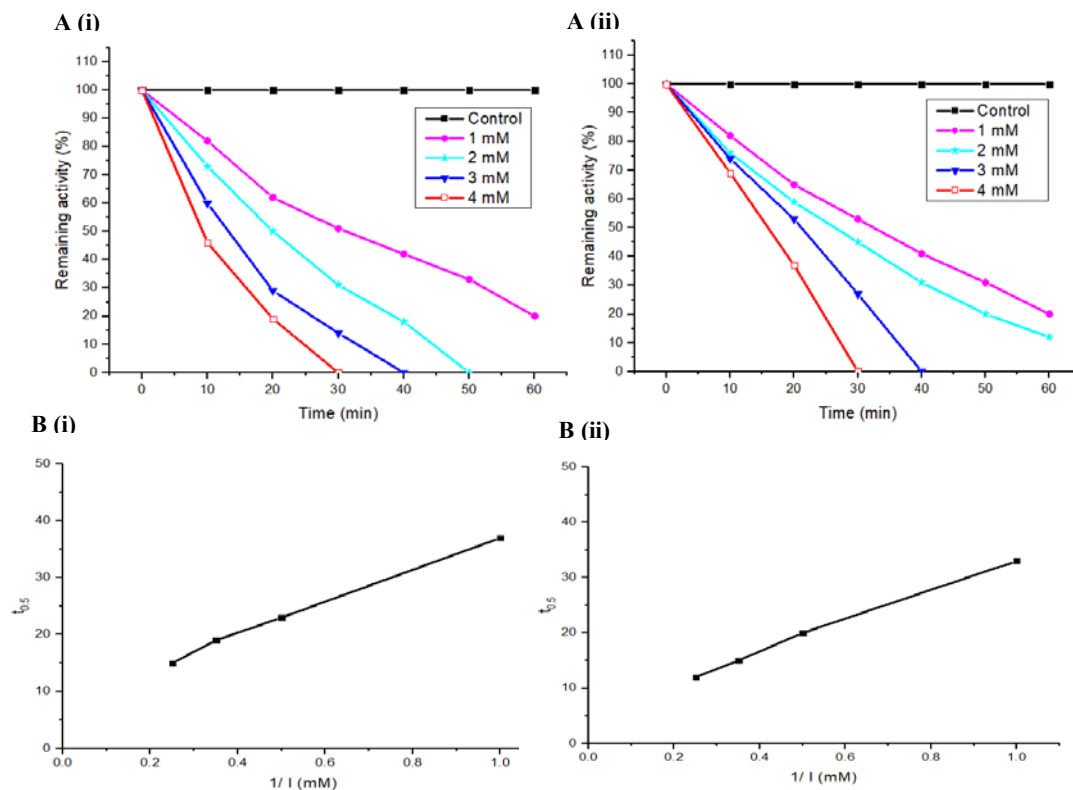 A (i)
110
100
90
80
70
60
50
40
30
20
10
0
Remaining activity (%)
Control
1 mM
2 mM
3 mM
4 mM
0 10 20 30 40 50 60
Time (min)
A (ii)
110
100
90
80
70
60
50
40
30
20
10
0
Remaining activity (%)
Control
1 mM
2 mM
3 mM
4 mM
0 10 20 30 40 50 60
Time (min)
B (i)
50
40
30
20
10
0
t0.5
0.0 0.2 0.4 0.6 0.8 1.0
1/ I (mM)
B (ii)
50
40
30
20
10
0
t0.5
0.0 0.2 0.4 0.6 0.8 1.0
1/ I (mM)